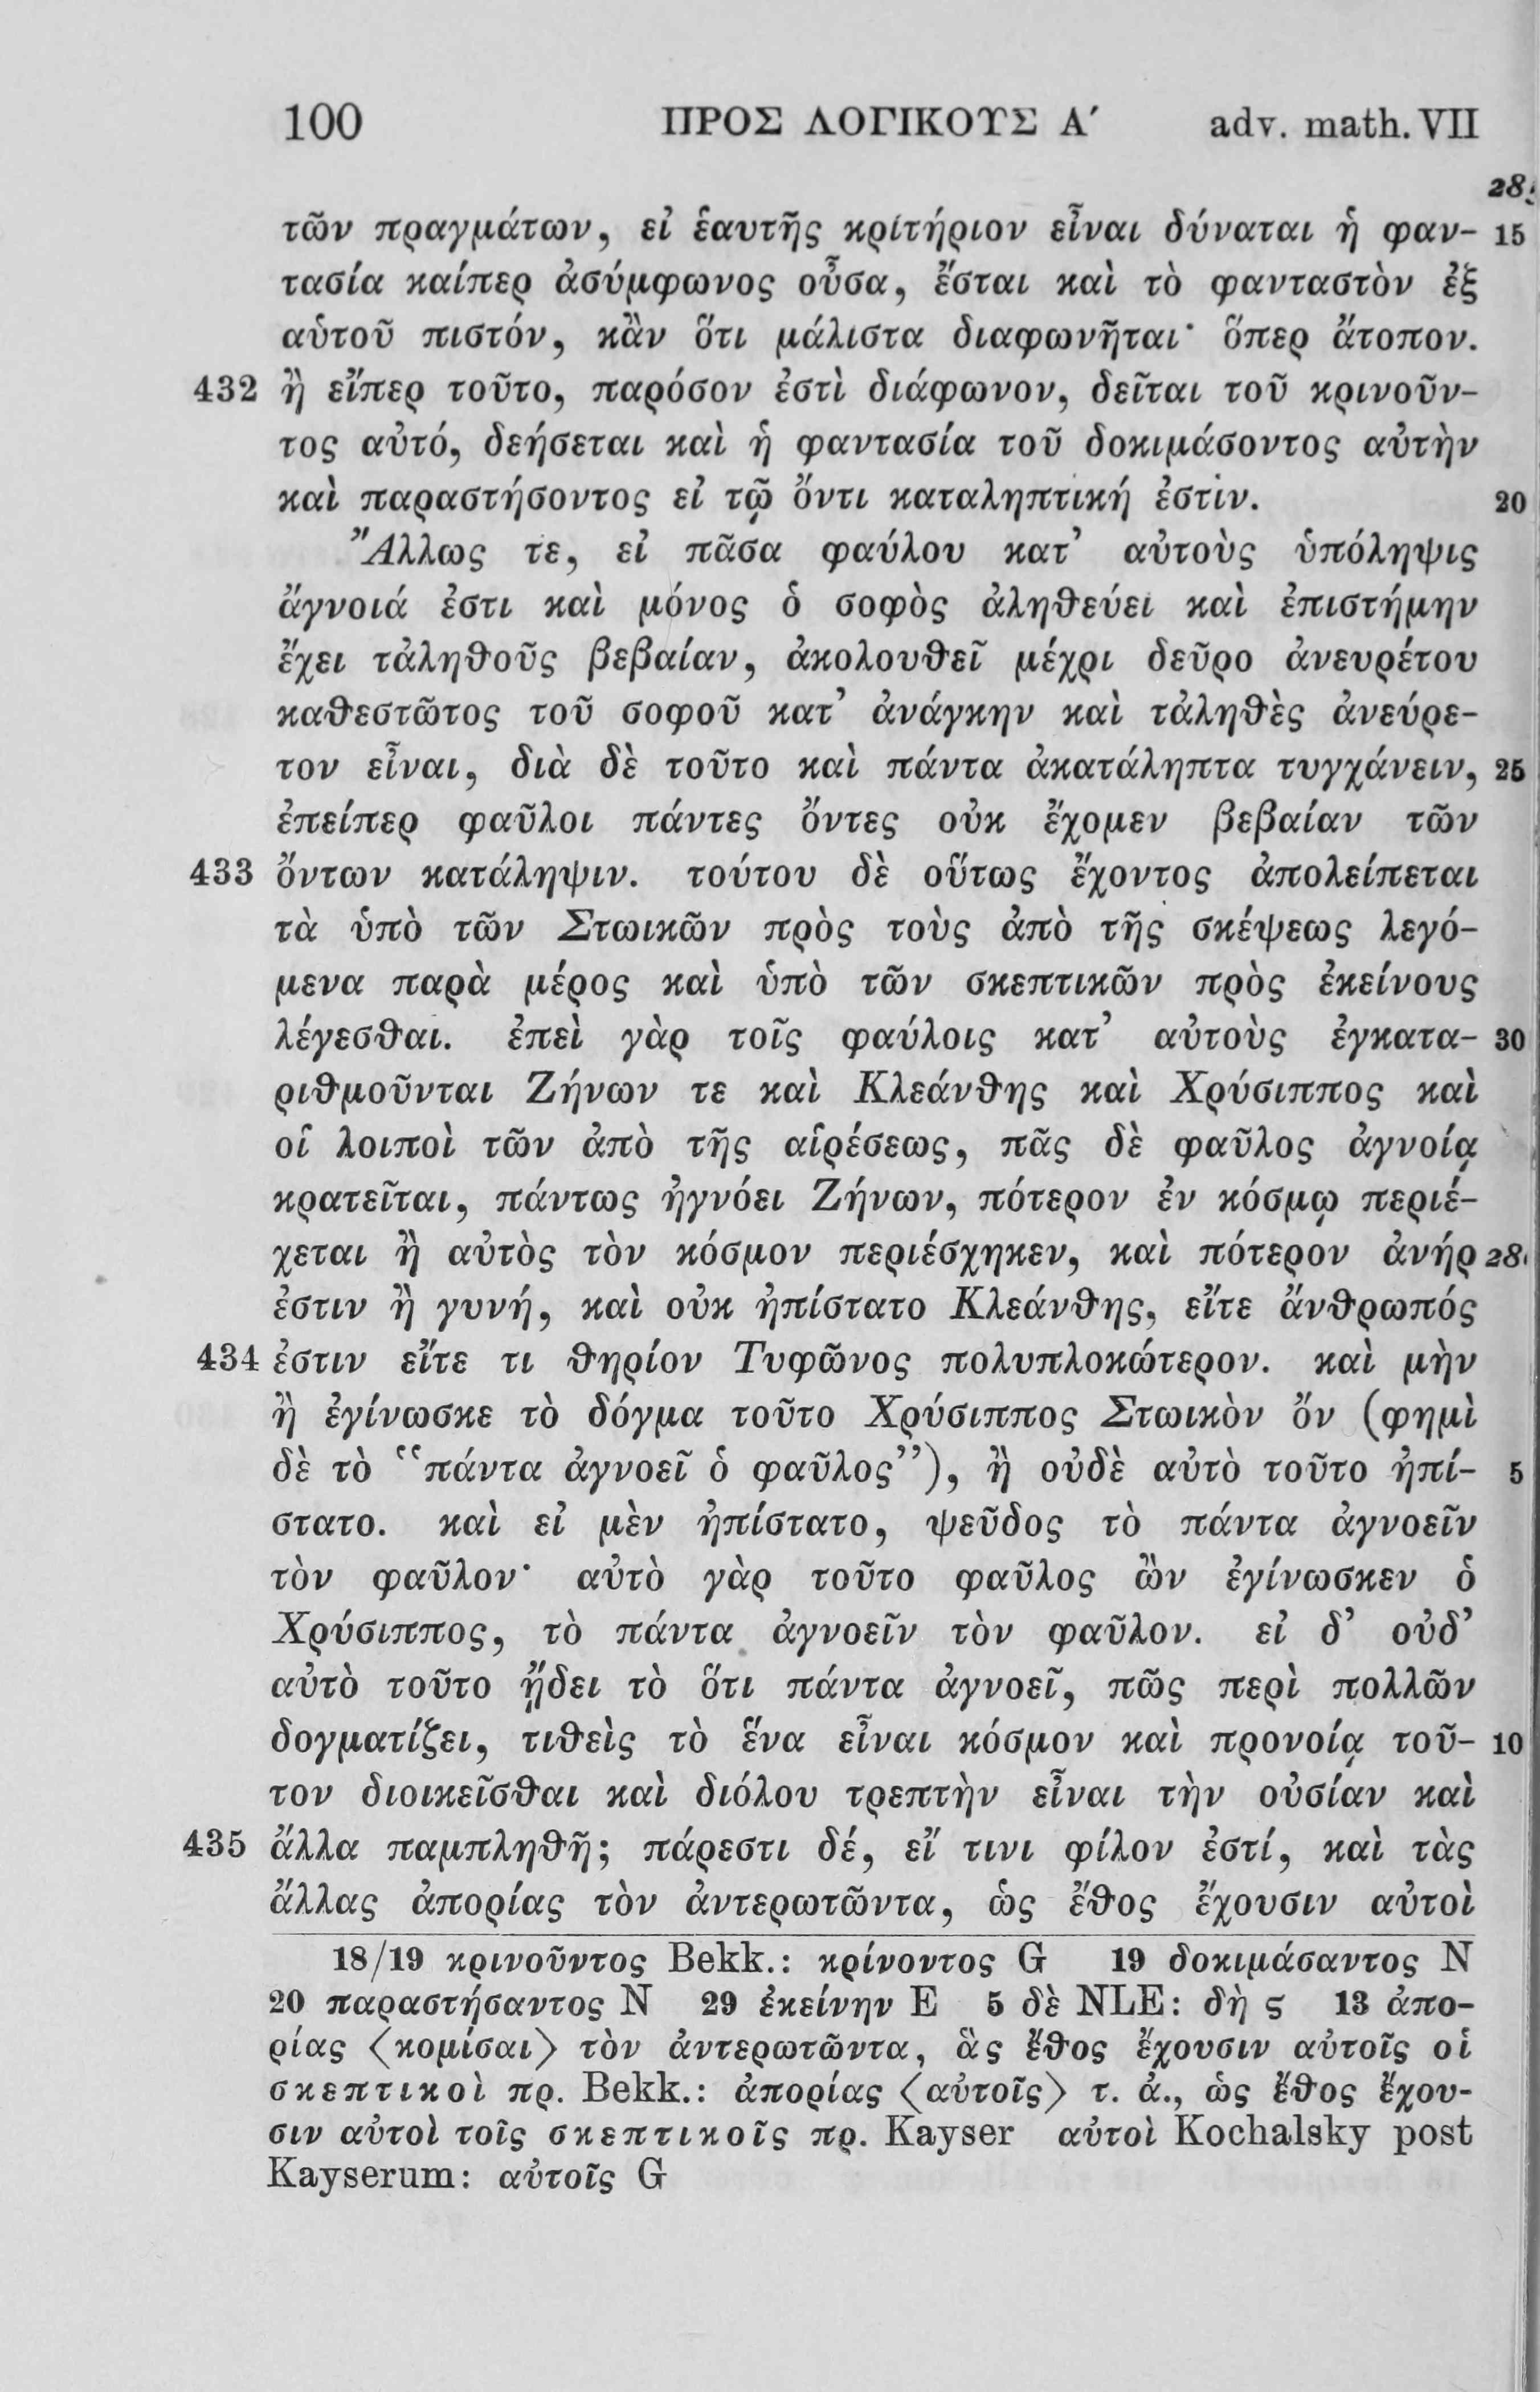 100 ΠΡΟΣ ΛΟΓΙΚΟΥΣ Α′ adv. math. VII
τῶν πραγμάτων, εἰ ἑαυτῆς κριτήριον εἶναι δύναται ἡ φαν- 15
τασία καίπερ ἀσύμφωνος οὖσα, ἔσται καὶ τὸ φανταστὸν ἐξ
αὑτοῦ πιστόν, κἂν ὅτι μάλιστα διαφωνῆται· ὅπερ ἄτοπον.
432 ἢ εἴπερ τοῦτο, παρόσον ἐστὶ διάφωνον, δεῖται τοῦ κρινοῦν-
τος αὐτό, δεήσεται καὶ ἡ φαντασία τοῦ δοκιμάσοντος αὐτὴν
καὶ παραστήσοντος εἰ τῷ ὄντι καταληπτική ἐστιν. 20
Ἄλλως τε, εἰ πᾶσα φαύλου κατ’ αὐτοὺς ὑπόληψις
ἄγνοιά ἐστι καὶ μόνος ὁ σοφὸς ἀληθεύει καὶ ἐπιστήμην
ἔχει τἀληθοῦς βεβαίαν, ἀκολουθεῖ μέχρι δεῦρο ἀνευρέτου
καθεστῶτος τοῦ σοφοῦ κατ’ ἀνάγκην καὶ τἀληθὲς ἀνεύρε-
τον εἶναι, διὰ δὲ τοῦτο καὶ πάντα ἀκατάληπτα τυγχάνειν, 25
ἐπείπερ φαῦλοι πάντες ὄντες οὐκ ἔχομεν βεβαίαν τῶν
433 ὄντων κατάληψιν. τούτου δὲ οὕτως ἔχοντος ἀπολείπεται
τὰ ὑπὸ τῶν Στωικῶν πρὸς τοὺς ἀπὸ τῆς σκέψεως λεγό-
μενα παρὰ μέρος καὶ ὑπὸ τῶν σκεπτικῶν πρὸς ἐκείνους
λέγεσθαι. ἐπεὶ γὰρ τοῖς φαύλοις κατ’ αὐτοὺς ἐγκατα- 30
ριθμοῦνται Ζήνων τε καὶ Κλεάνθης καὶ Χρύσιππος καὶ
οἱ λοιποὶ τῶν ἀπὸ τῆς αἱρέσεως, πᾶς δὲ φαῦλος ἀγνοίᾳ
κρατεῖται, πάντως ἠγνόει Ζήνων, πότερον ἐν κόσμῳ περιέ-
χεται ἢ αὐτὸς τὸν κόσμον περιέσχηκεν, καὶ πότερον ἀνήρ
ἐστιν ἢ γυνή, καὶ οὐκ ἠπίστατο Κλεάνθης, εἴτε ἄνθρωπός
434 ἐστιν εἴτε τι θηρίον Τυφῶνος πολυπλοκώτερον. καὶ μὴν
ἢ ἐγίνωσκε τὸ δόγμα τοῦτο Χρύσιππος Στωικὸν ὄν (φημὶ
δὲ τὸ “πάντα ἀγνοεῖ ὁ φαῦλος”), ἢ οὐδὲ αὐτὸ τοῦτο ἠπί- 5
στατο. καὶ εἰ μὲν ἠπίστατο, ψεῦδος τὸ πάντα ἀγνοεῖν
τὸν φαῦλον· αὐτὸ γὰρ τοῦτο φαῦλος ὢν ἐγίνωσκεν ὁ
Χρύσιππος, τὸ πάντα ἀγνοεῖν τὸν φαῦλον. εἰ δ’ οὐδ’
αὐτὸ τοῦτο ᾔδει τὸ ὅτι πάντα ἀγνοεῖ, πῶς περὶ πολλῶν
δογματίζει, τιθεὶς τὸ ἕνα εἶναι κόσμον καὶ προνοίᾳ τοῦ- 10
τον διοικεῖσθαι καὶ διόλου τρεπτὴν εἶναι τὴν οὐσίαν καὶ
435 ἄλλα παμπληθῆ; πάρεστι δέ, εἴ τινι φίλον ἐστί, καὶ τὰς
ἄλλας ἀπορίας τὸν ἀντερωτῶντα, ὡς ἔθος ἔχουσιν αὐτοὶ
18/19 κρινοῦντος Bekk.: κρίνοντος G 19 δοκιμάσαντος N
20 παραστήσαντος N 29 ἐκείνην E 5 δὲ NLE: δὴ ς 13 ἀπο-
ρίας ⟨κομίσαι⟩ τὸν ἀντερωτῶντα, ἃς ἔθος ἔχουσιν αὐτοῖς οἱ
σκεπτικοὶ πρ. Bekk.: ἀπορίας ⟨αὐτοῖς⟩ τ. ἀ., ὡς ἔθος ἔχου-
σιν αὐτοὶ τοῖς σκεπτικοῖς πρ. Kayser αὐτοὶ Kochalsky post
Kayserum: αὐτοῖς G